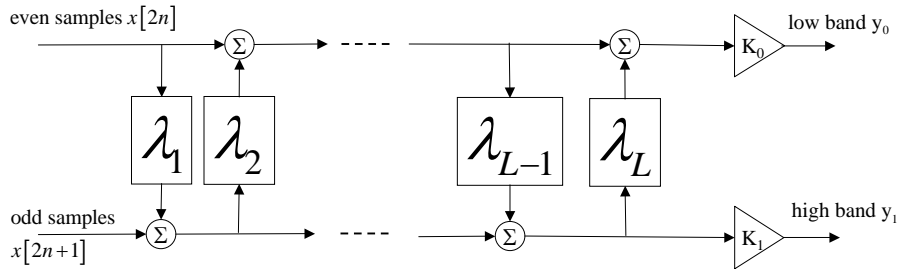 even samples x[2n]
Σ
Σ
K₀
low band y₀
λ₁
λ₂
λ_{L−1}
λ_L
odd samples
x[2n+1]
Σ
Σ
K₁
high band y₁